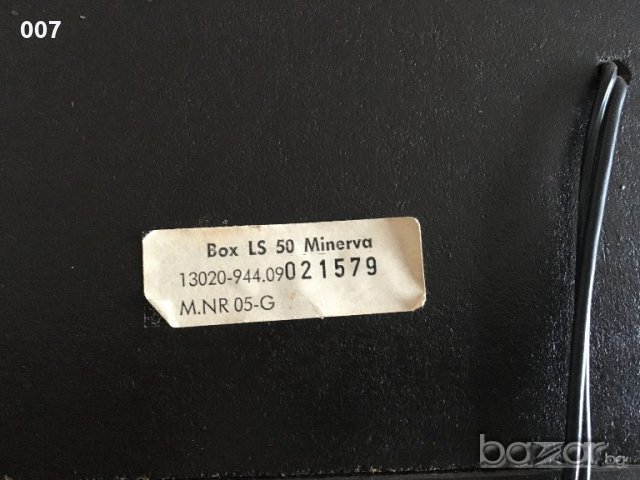 007
Box LS 50 Minerva
13020-944.09021579
M.NR 05-G
bazar.bg